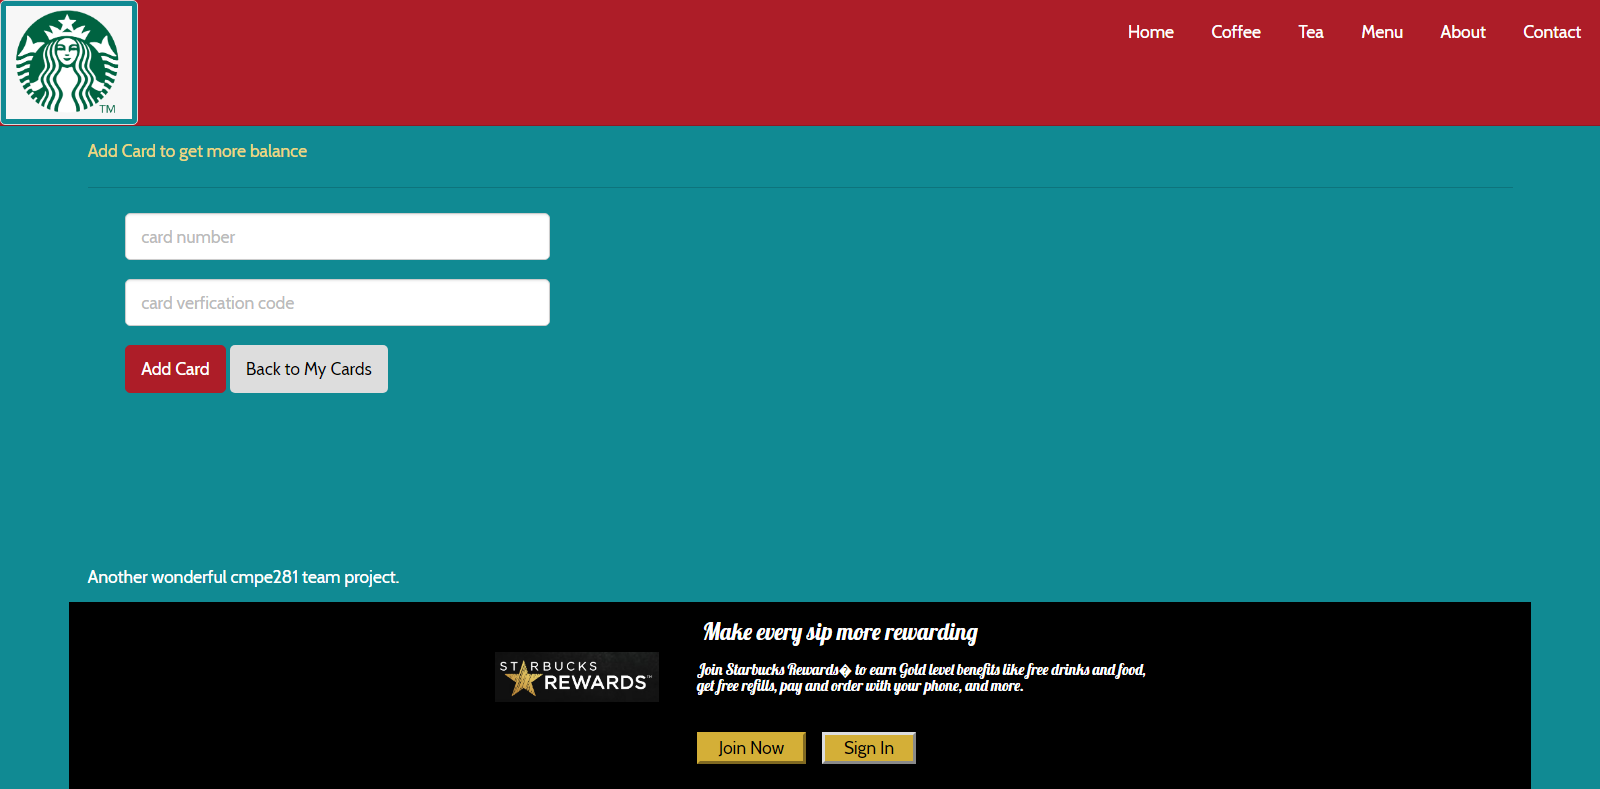 TM
Home Coffee Tea Menu About Contact
Add Card to get more balance
card number
card verfication code
Add Card Back to My Cards
Another wonderful cmpe281 team project.
Make every sip more rewarding
STARBUCKS
REWARDS™
Join Starbucks Rewards� to earn Gold level benefits like free drinks and food,
get free refills, pay and order with your phone, and more.
Join Now Sign In